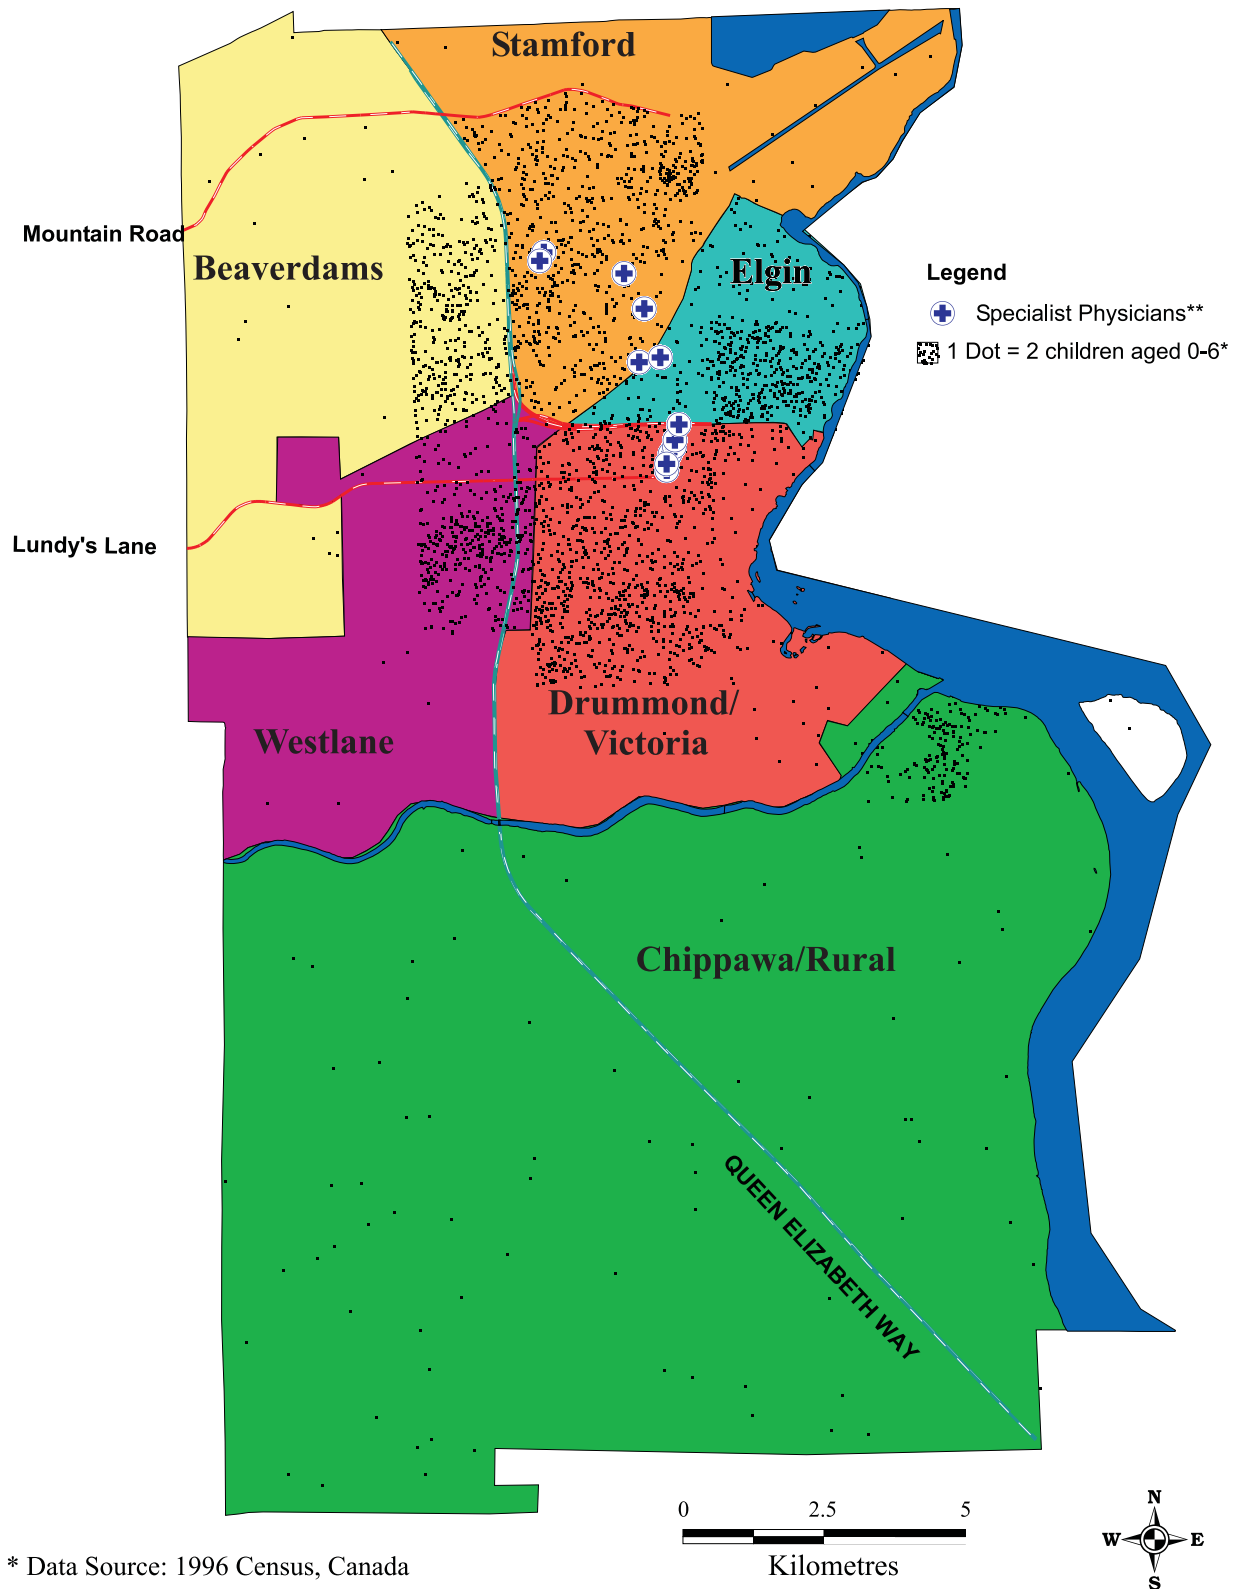 Stamford
Mountain Road
Beaverdams
Elgin
Legend
Specialist Physicians**
1 Dot = 2 children aged 0-6*
Lundy's Lane
Drummond/
Victoria
Westlane
Chippawa/Rural
QUEEN ELIZABETH WAY
0 2.5 5
Kilometres
N
W E
S
* Data Source: 1996 Census, Canada